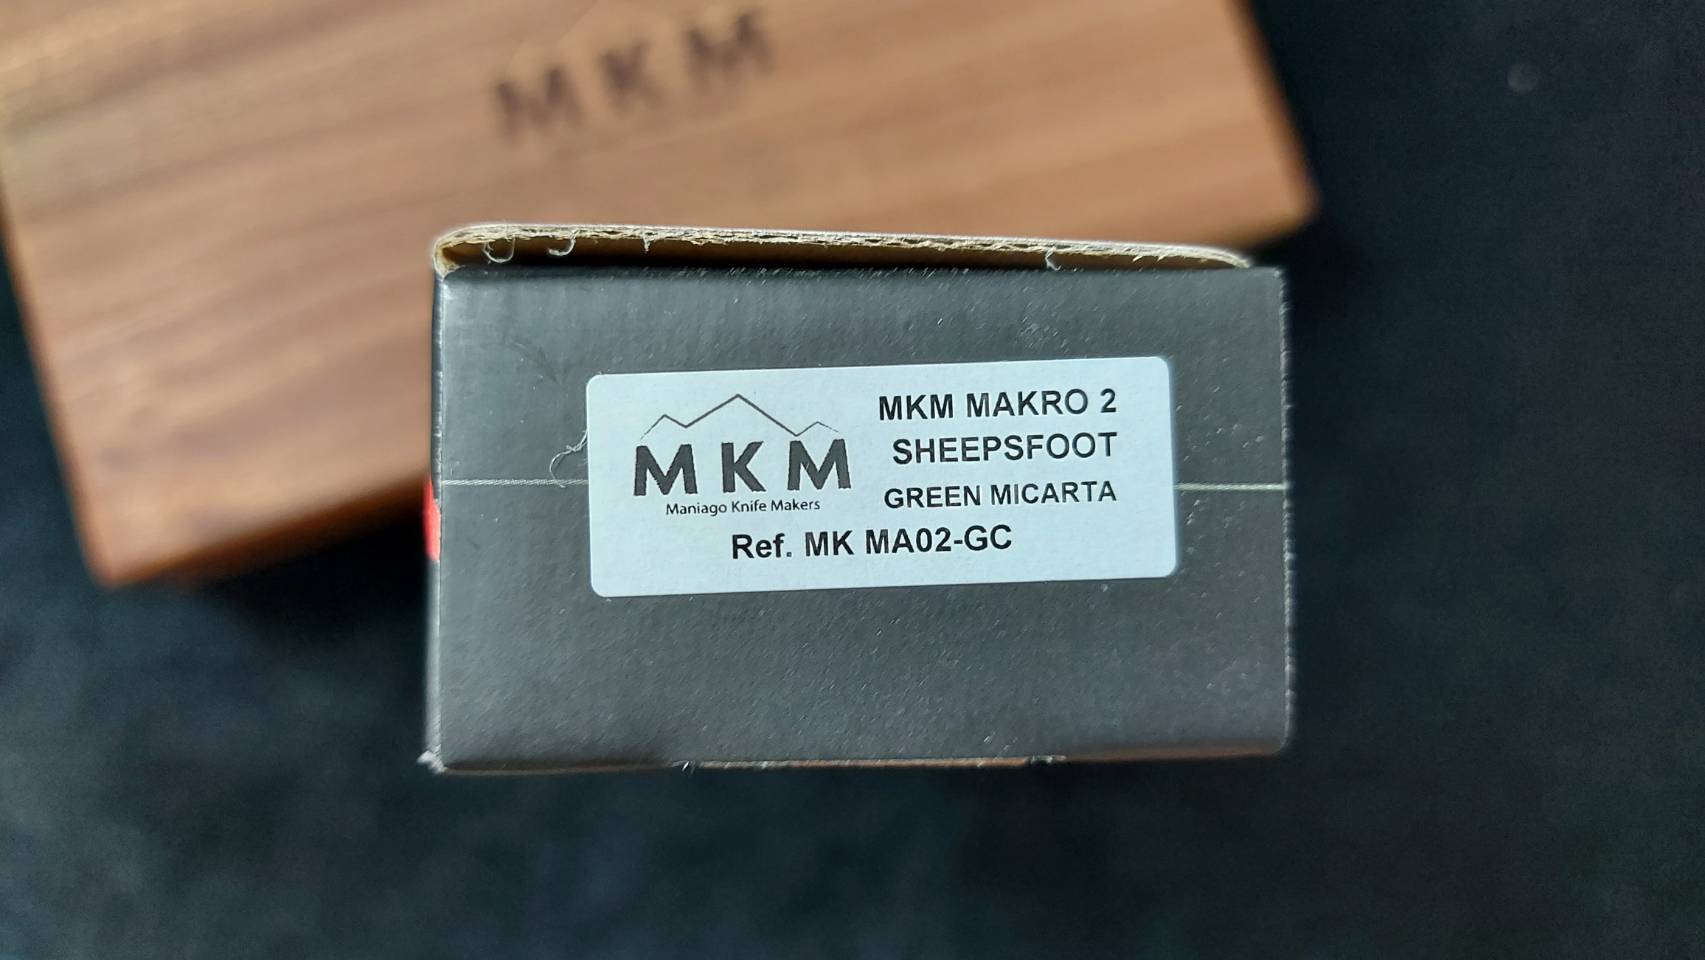 MKM
MKM
Maniago Knife Makers
MKM MAKRO 2
SHEEPSFOOT
GREEN MICARTA
Ref. MK MA02-GC